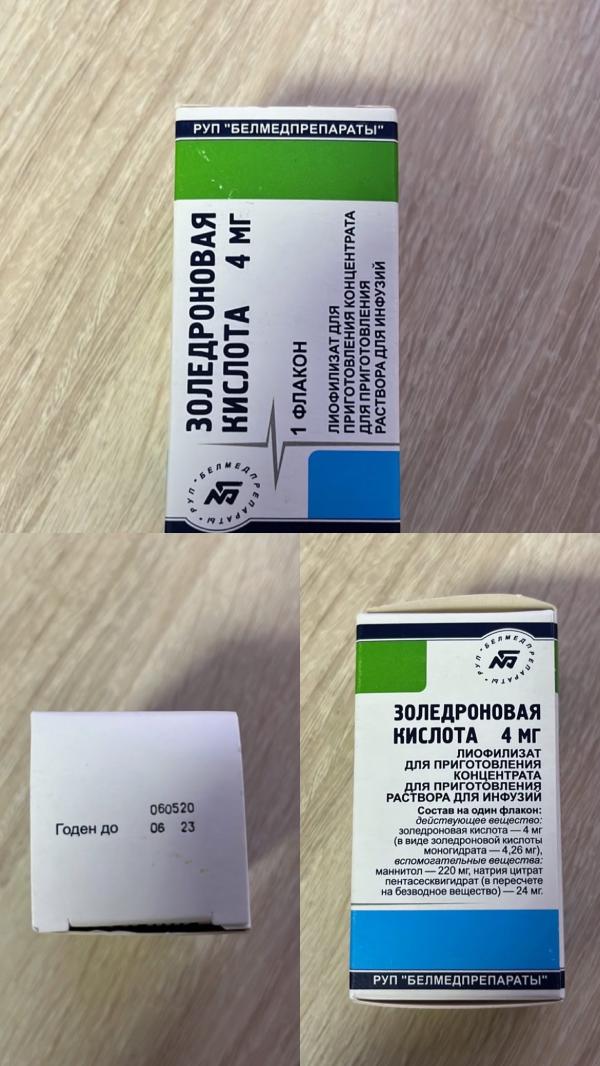 РУП "БЕЛМЕДПРЕПАРАТЫ"
ЗОЛЕДРОНОВАЯ
КИСЛОТА 4 МГ
1 ФЛАКОН
ЛИОФИЛИЗАТ ДЛЯ
ПРИГОТОВЛЕНИЯ КОНЦЕНТРАТА
ДЛЯ ПРИГОТОВЛЕНИЯ
РАСТВОРА ДЛЯ ИНФУЗИЙ
РУП • БЕЛМЕДПРЕПАРАТЫ •
060520
Годен до 06 23
РУП • БЕЛМЕДПРЕПАРАТЫ •
ЗОЛЕДРОНОВАЯ
КИСЛОТА 4 МГ
ЛИОФИЛИЗАТ
ДЛЯ ПРИГОТОВЛЕНИЯ
КОНЦЕНТРАТА
ДЛЯ ПРИГОТОВЛЕНИЯ
РАСТВОРА ДЛЯ ИНФУЗИЙ
Состав на один флакон:
действующее вещество:
золедроновая кислота — 4 мг
(в виде золедроновой кислоты
моногидрата — 4,26 мг),
вспомогательные вещества:
маннитол — 220 мг, натрия цитрат
пентасесквигидрат (в пересчете
на безводное вещество) — 24 мг.
РУП "БЕЛМЕДПРЕПАРАТЫ"